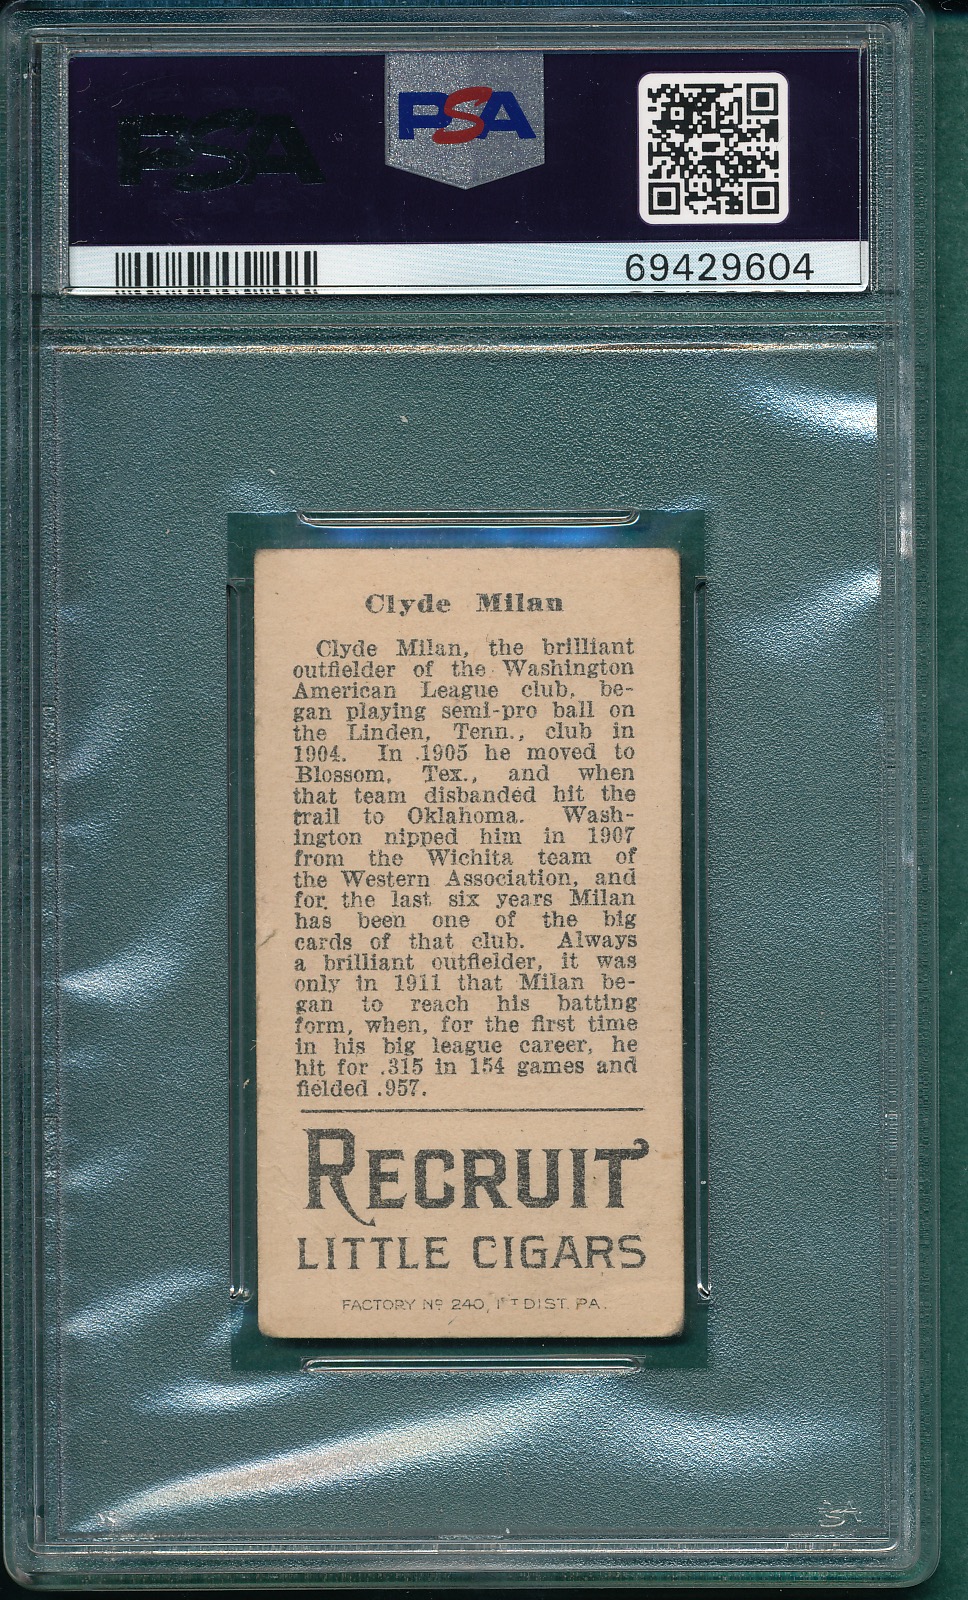 PSA
PSA
69429604
Clyde Milan
Clyde Milan, the brilliant
outfielder of the Washington
American League club, be-
gan playing semi-pro ball on
the Linden, Tenn., club in
1904. In 1905 he moved to
Blossom, Tex., and when
that team disbanded hit the
trail to Oklahoma. Wash-
ington nipped him in 1907
from the Wichita team of
the Western Association, and
for the last six years Milan
has been one of the big
cards of that club. Always
a brilliant outfielder, it was
only in 1911 that Milan be-
gan to reach his batting
form, when, for the first time
in his big league career, he
hit for .315 in 154 games and
fielded .957.
RECRUIT
LITTLE CIGARS
FACTORY Nº 240, 1ST DIST. PA.